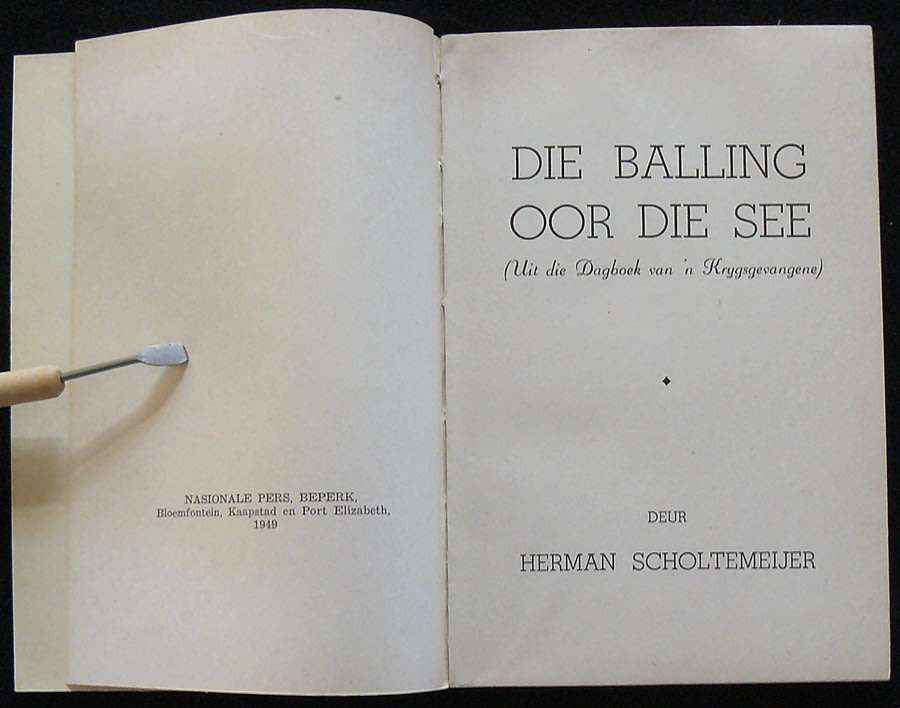 NASIONALE PERS, BEPERK,
Bloemfontein, Kaapstad en Port Elizabeth,
1949
DIE BALLING
OOR DIE SEE
(Uit die Dagboek van 'n Krygsgevangene)
DEUR
HERMAN SCHOLTEMEIJER